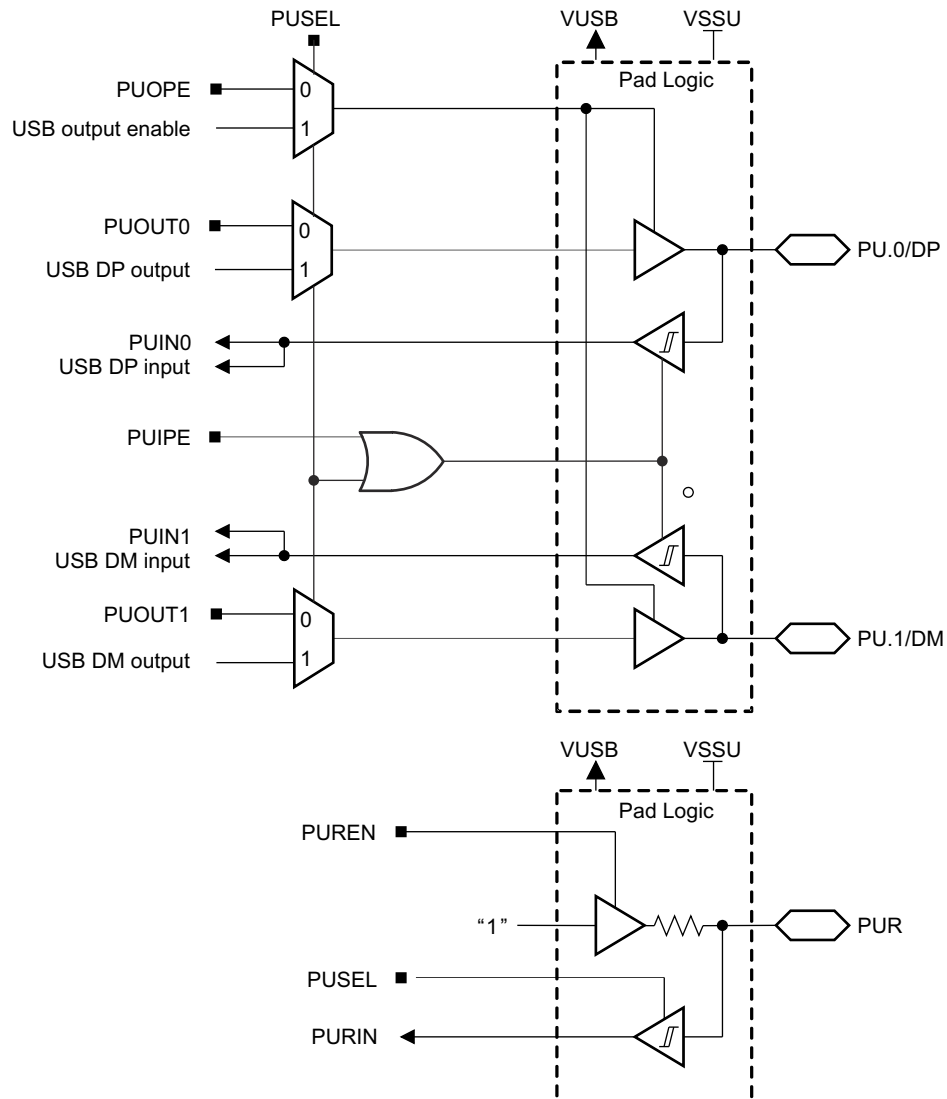 PUSEL
VUSB
VSSU
Pad Logic
PUOPE
0
USB output enable
1
PUOUT0
0
USB DP output
1
PU.0/DP
PUIN0
USB DP input
PUIPE
PUIN1
USB DM input
PUOUT1
0
USB DM output
1
PU.1/DM
VUSB
VSSU
Pad Logic
PUREN
“1”
PUR
PUSEL
PURIN